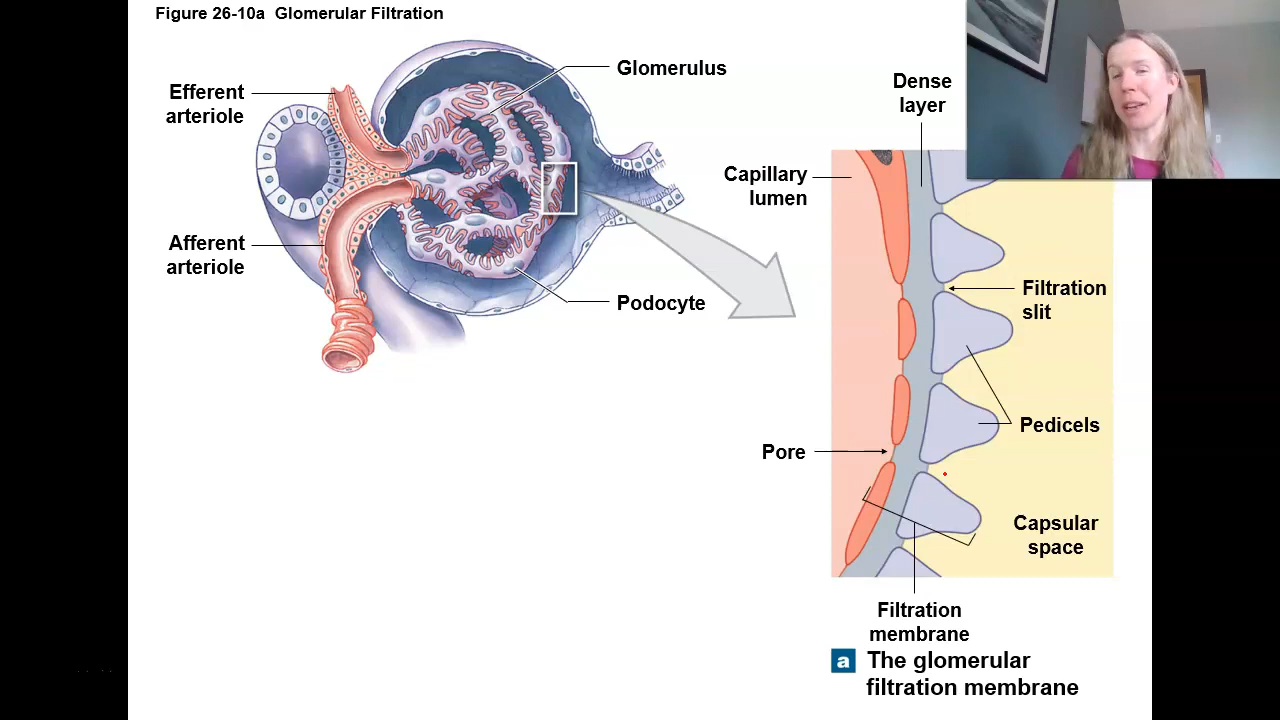 Figure 26-10a Glomerular Filtration
Efferent
arteriole
Glomerulus
Afferent
arteriole
Podocyte
Dense
layer
Capillary
lumen
Filtration
slit
Pedicels
Pore
Capsular
space
Filtration
membrane
a The glomerular
filtration membrane